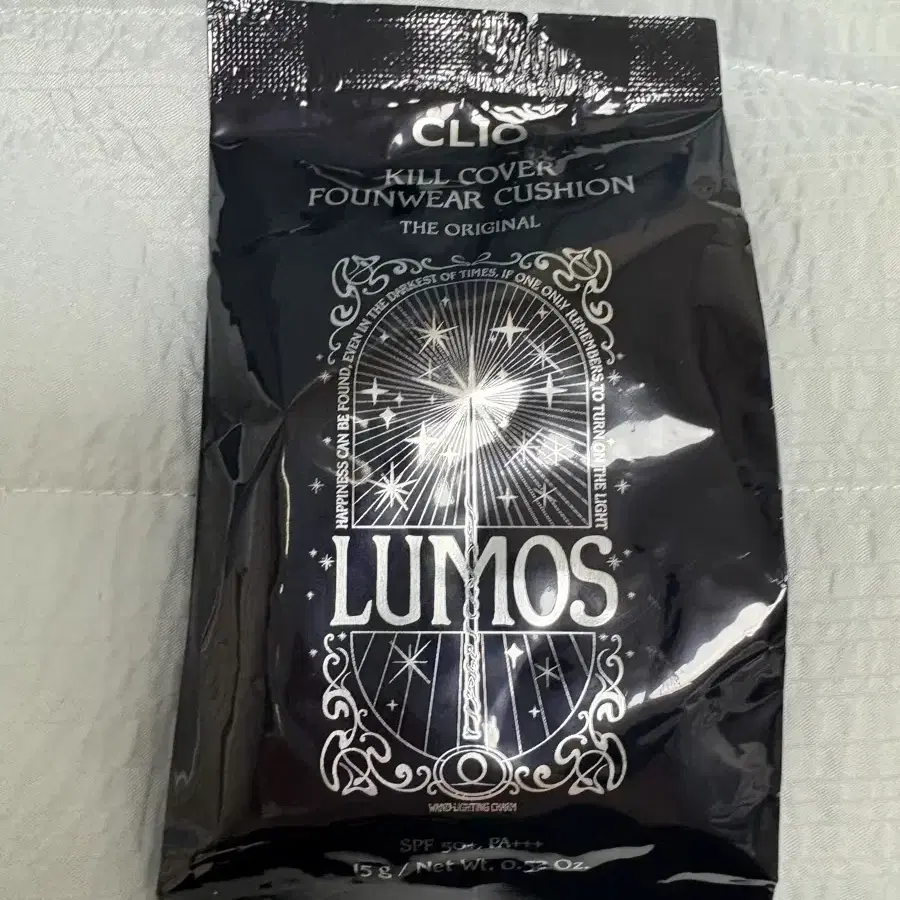 CLIO
KILL COVER
FOUNWEAR CUSHION
THE ORIGINAL
HAPPINESS CAN BE FOUND, EVEN IN THE DARKEST OF TIMES, IF ONE ONLY REMEMBERS TO TURN ON THE LIGHT
LUMOS
WAND-LIGHTING CHARM
SPF 50+, PA+++
15 g / Net Wt. 0.52 Oz.